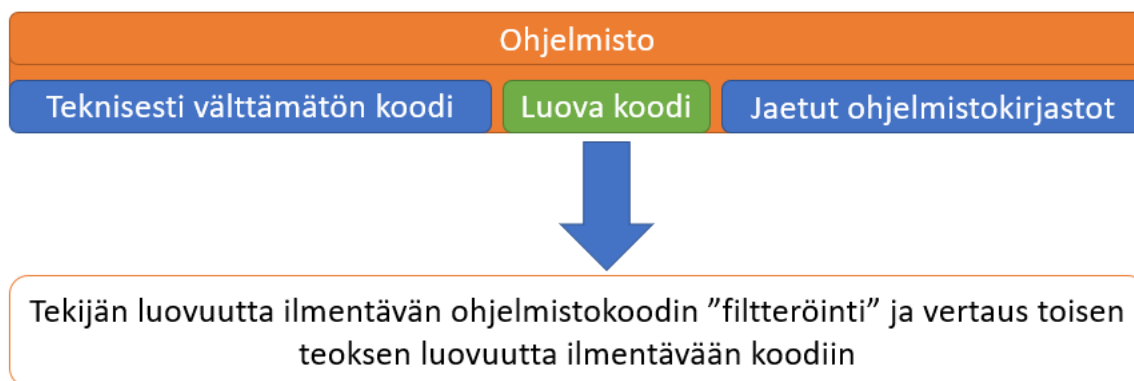 Ohjelmisto
Teknisesti välttämätön koodi
Luova koodi
Jaetut ohjelmistokirjastot
Tekijän luovuutta ilmentävän ohjelmistokoodin ”filtteröinti” ja vertaus toisen
teoksen luovuutta ilmentävään koodiin